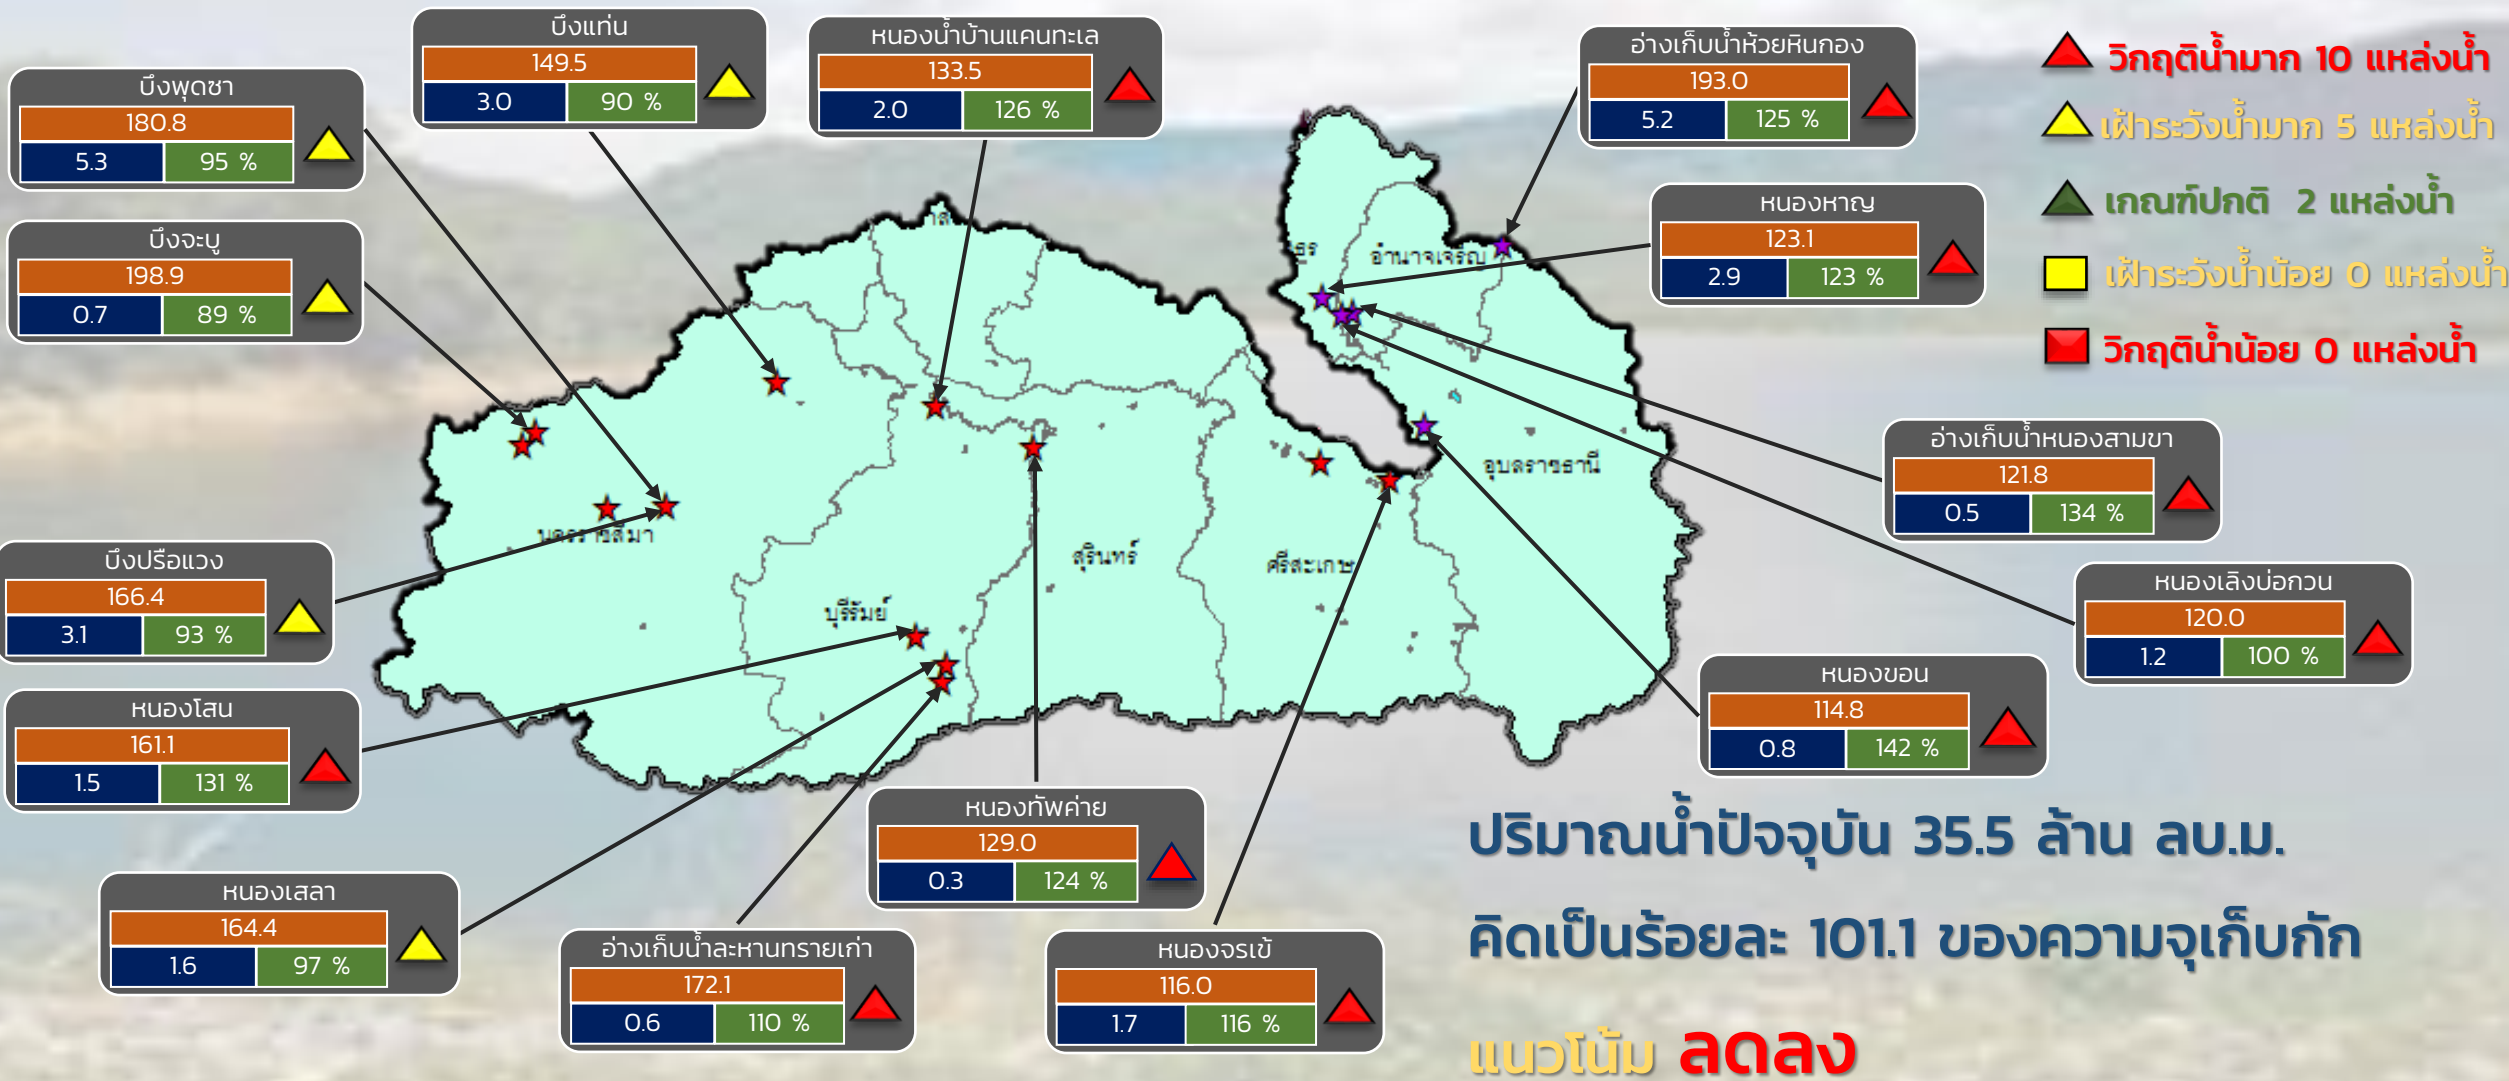 บึงแท่น
149.5
3.0 90 %
หนองน้ำบ้านแคนทะเล
133.5
2.0 126 %
อ่างเก็บน้ำห้วยหินกอง
193.0
5.2 125 %
วิกฤติน้ำมาก 10 แหล่งน้ำ
เฝ้าระวังน้ำมาก 5 แหล่งน้ำ
เกณฑ์ปกติ 2 แหล่งน้ำ
เฝ้าระวังน้ำน้อย 0 แหล่งน้ำ
วิกฤติน้ำน้อย 0 แหล่งน้ำ
บึงพุดซา
180.8
5.3 95 %
บึงจะบู
198.9
0.7 89 %
หนองหาญ
123.1
2.9 123 %
อำนาจเจริญ
อ่างเก็บน้ำหนองสามขา
121.8
0.5 134 %
อุบลราชธานี
นครราชสีมา
สุรินทร์
ศรีสะเกษ
บุรีรัมย์
บึงปรือแวง
166.4
3.1 93 %
หนองเลิงบ่อกวน
120.0
1.2 100 %
หนองขอน
114.8
0.8 142 %
หนองโสน
161.1
1.5 131 %
หนองทัพค่าย
129.0
0.3 124 %
หนองเสลา
164.4
1.6 97 %
อ่างเก็บน้ำละหานทรายเก่า
172.1
0.6 110 %
หนองจรเข้
116.0
1.7 116 %
ปริมาณน้ำปัจจุบัน 35.5 ล้าน ลบ.ม.
คิดเป็นร้อยละ 101.1 ของความจุเก็บกัก
แนวโน้ม ลดลง